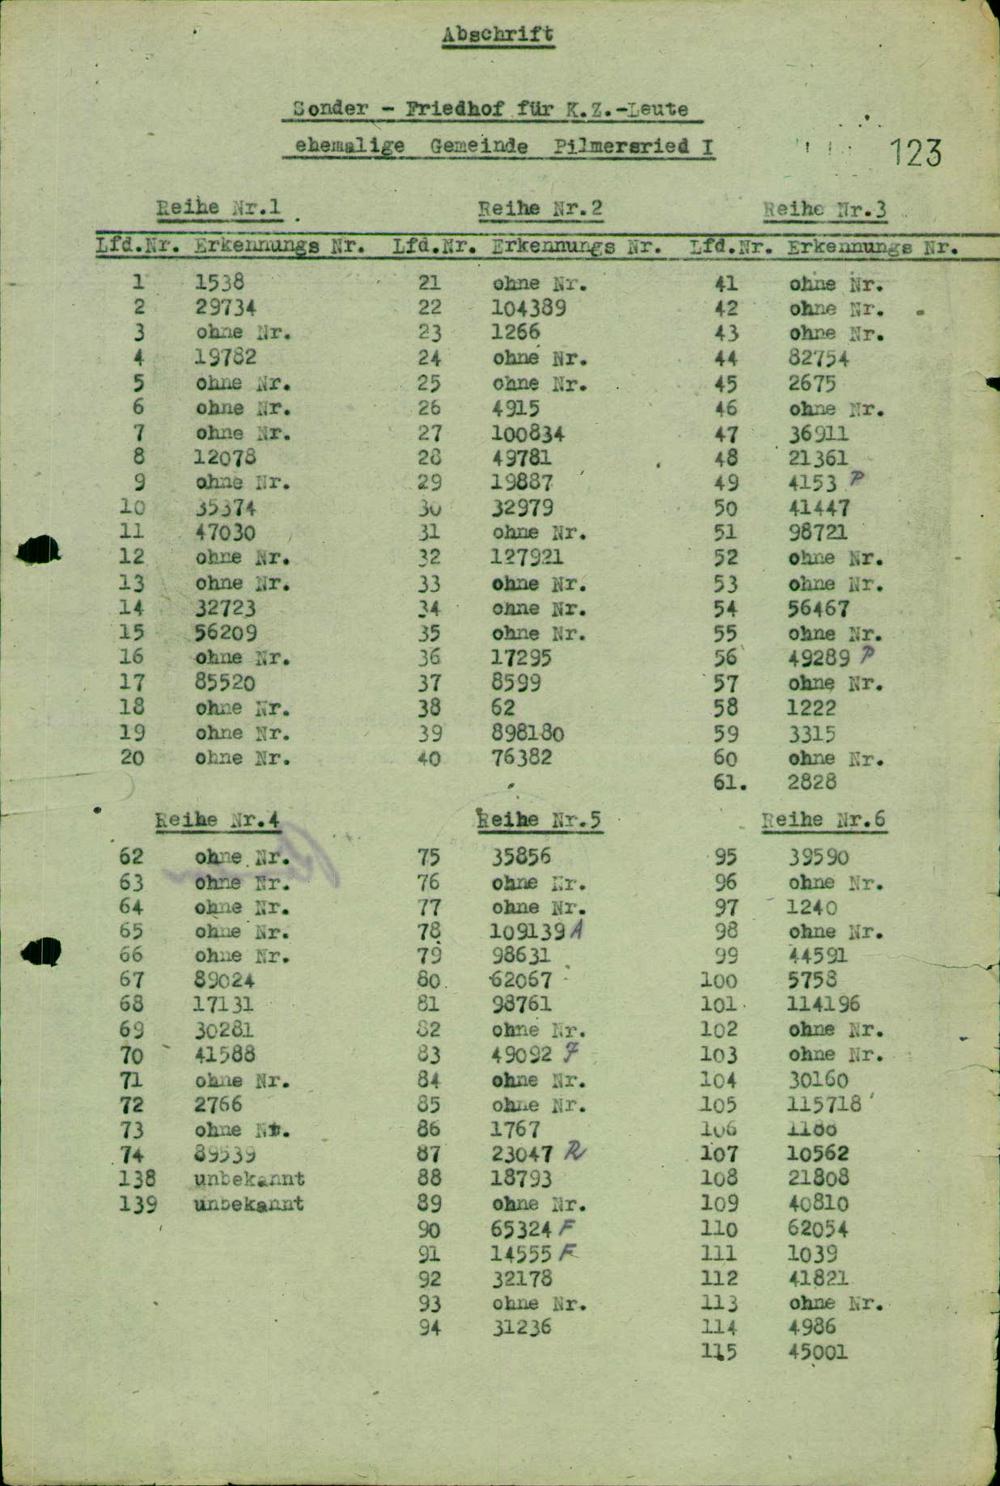 Abschrift
Sonder - Friedhof für K.Z.-Leute
ehemalige Gemeinde Pilmersried I
123
Reihe Nr.1 Reihe Nr.2 Reihe Nr.3
Lfd.Nr. Erkennungs Nr. Lfd.Nr. Erkennungs Nr. Lfd.Nr. Erkennungs Nr.
1 1538 21 ohne Nr. 41 ohne Nr.
2 29734 22 104389 42 ohne Nr.
3 ohne Nr. 23 1266 43 ohne Nr.
4 19782 24 ohne Nr. 44 82754
5 ohne Nr. 25 ohne Nr. 45 2675
6 ohne Nr. 26 4915 46 ohne Nr.
7 ohne Nr. 27 100834 47 36911
8 12078 28 49781 48 21361
9 ohne Nr. 29 19887 49 4153 P
10 35374 30 32979 50 41447
11 47030 31 ohne Nr. 51 98721
12 ohne Nr. 32 127921 52 ohne Nr.
13 ohne Nr. 33 ohne Nr. 53 ohne Nr.
14 32723 34 ohne Nr. 54 56467
15 56209 35 ohne Nr. 55 ohne Nr.
16 ohne Nr. 36 17295 56 49289 P
17 85520 37 8599 57 ohne Nr.
18 ohne Nr. 38 62 58 1222
19 ohne Nr. 39 898180 59 3315
20 ohne Nr. 40 76382 60 ohne Nr.
61. 2828
Reihe Nr.4 Reihe Nr.5 Reihe Nr.6
62 ohne Nr. 75 35856 95 39590
63 ohne Nr. 76 ohne Nr. 96 ohne Nr.
64 ohne Nr. 77 ohne Nr. 97 1240
65 ohne Nr. 78 109139 A 98 ohne Nr.
66 ohne Nr. 79 98631 99 44591
67 89024 80 62067 100 5758
68 17131 81 98761 101 114196
69 30281 82 ohne Nr. 102 ohne Nr.
70 41588 83 49092 F 103 ohne Nr.
71 ohne Nr. 84 ohne Nr. 104 30160
72 2766 85 ohne Nr. 105 115718
73 ohne Nr. 86 1767 106
74 89539 87 23047 R 107 10562
138 unbekannt 88 18793 108 21808
139 unbekannt 89 ohne Nr. 109 40810
90 65324 F 110 62054
91 14555 F 111 1039
92 32178 112 41821
93 ohne Nr. 113 ohne Nr.
94 31236 114 4986
115 45001